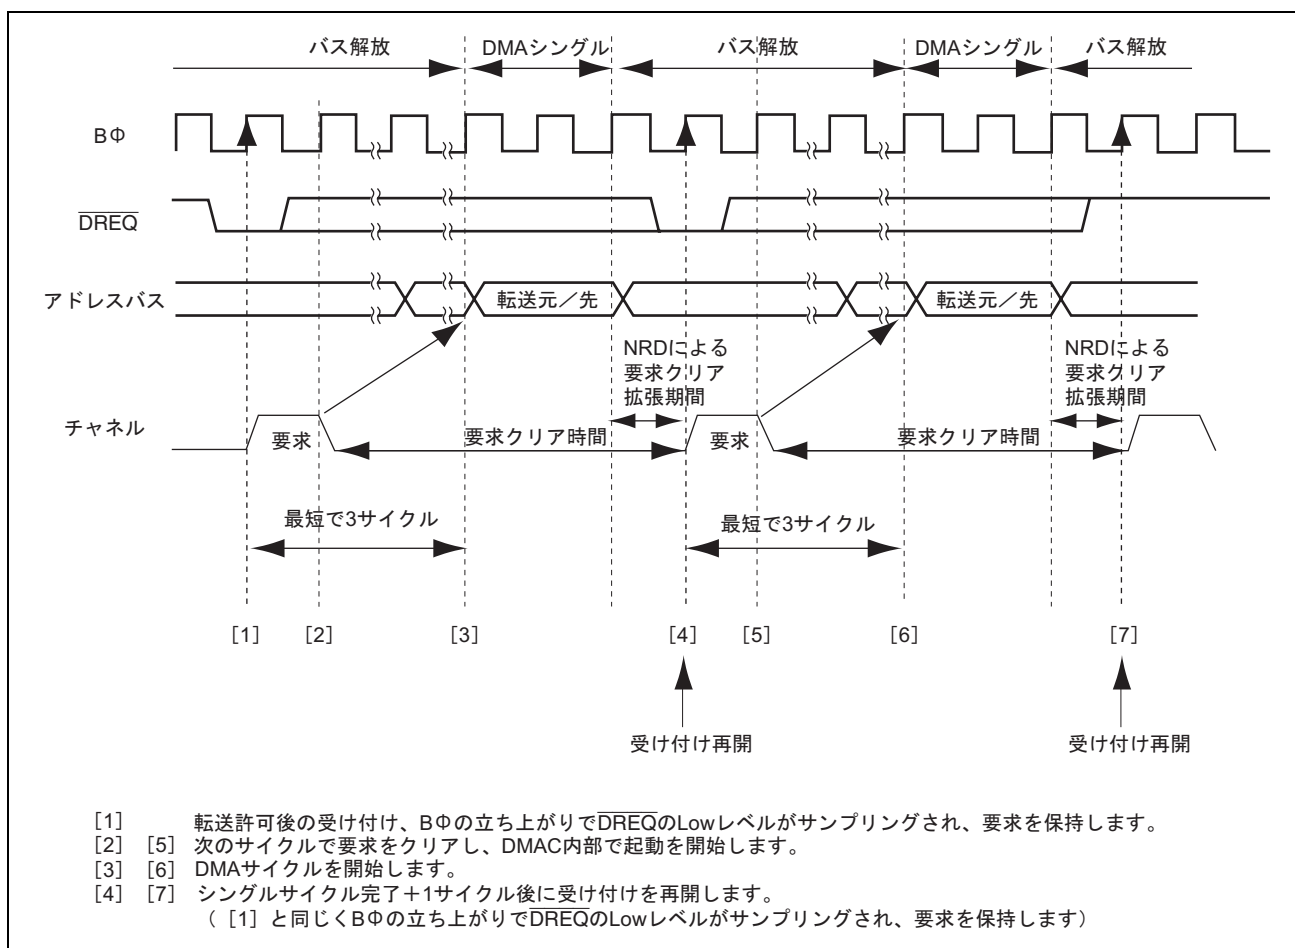 バス解放 DMAシングル バス解放 DMAシングル バス解放
BΦ
DREQ
アドレスバス 転送元／先 転送元／先
NRDによる
要求クリア
拡張期間
NRDによる
要求クリア
拡張期間
チャネル 要求 要求クリア時間 要求 要求クリア時間
最短で3サイクル 最短で3サイクル
［1］ ［2］ ［3］ ［4］ ［5］ ［6］ ［7］
受け付け再開 受け付け再開
［1］ 転送許可後の受け付け、BΦの立ち上がりでDREQのLowレベルがサンプリングされ、要求を保持します。
［2］［5］ 次のサイクルで要求をクリアし、DMAC内部で起動を開始します。
［3］［6］ DMAサイクルを開始します。
［4］［7］ シングルサイクル完了＋1サイクル後に受け付けを再開します。
（［1］と同じくBΦの立ち上がりでDREQのLowレベルがサンプリングされ、要求を保持します）